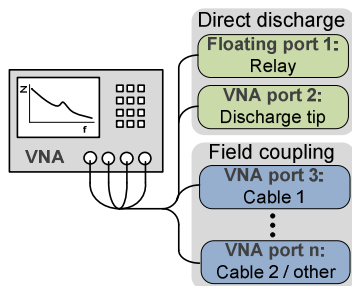 Direct discharge
Floating port 1:
Relay
VNA port 2:
Discharge tip
Z
f
VNA
Field coupling
VNA port 3:
Cable 1
VNA port n:
Cable 2 / other